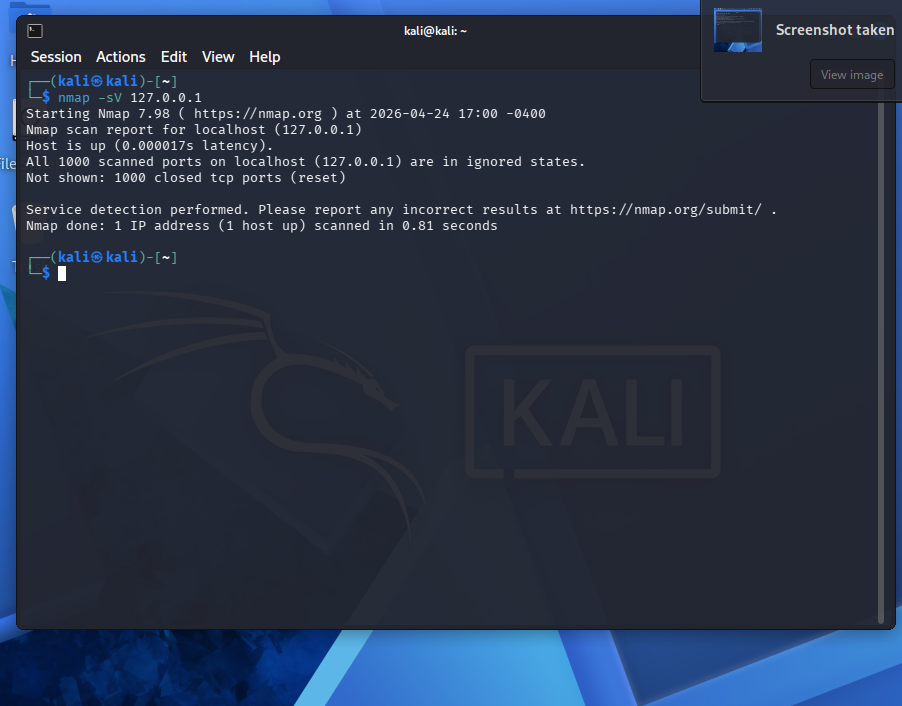 kali@kali: ~
Screenshot taken
View image
Session Actions Edit View Help
┌──(kali㉿kali)-[~]
└─$ nmap -sV 127.0.0.1
Starting Nmap 7.98 ( https://nmap.org ) at 2026-04-24 17:00 -0400
Nmap scan report for localhost (127.0.0.1)
Host is up (0.000017s latency).
All 1000 scanned ports on localhost (127.0.0.1) are in ignored states.
Not shown: 1000 closed tcp ports (reset)
Service detection performed. Please report any incorrect results at https://nmap.org/submit/ .
Nmap done: 1 IP address (1 host up) scanned in 0.81 seconds
┌──(kali㉿kali)-[~]
└─$
KALI